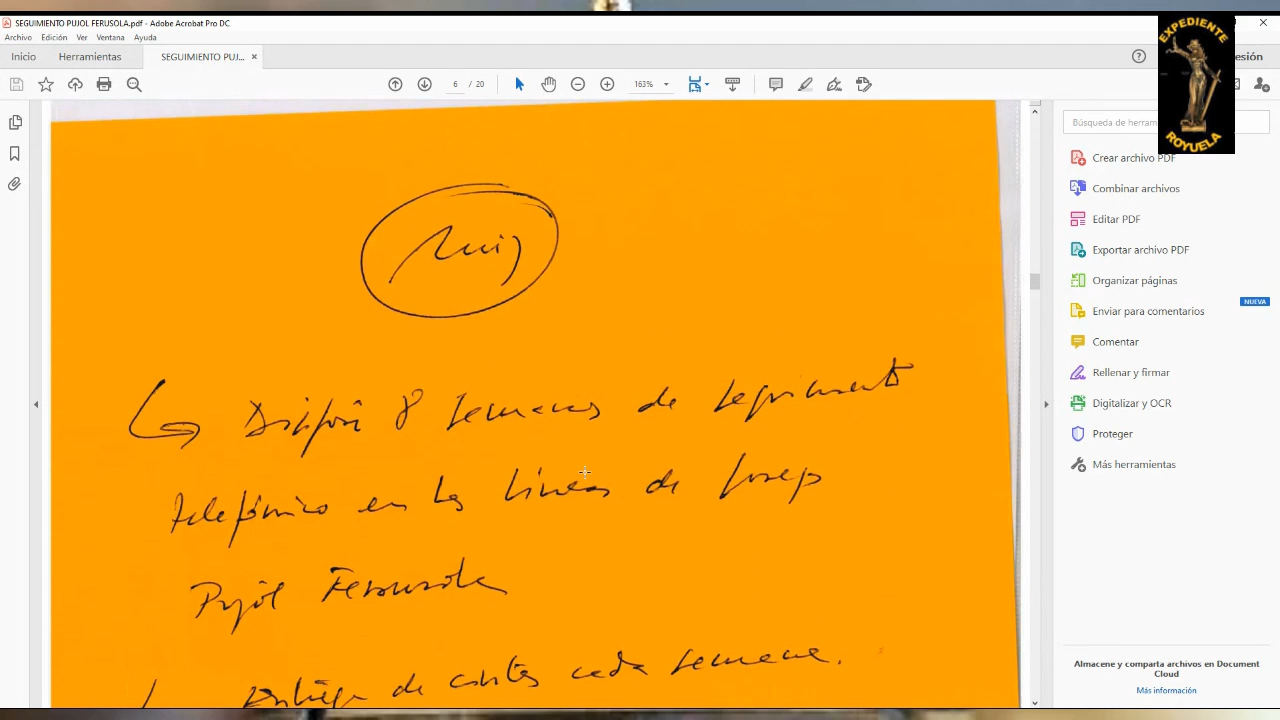 SEGUIMIENTO PUJOL FERUSOLA.pdf - Adobe Acrobat Pro DC
Archivo Edición Ver Ventana Ayuda
Inicio Herramientas SEGUIMIENTO PUJ... ×
esión
6 / 20 163%
EXPEDIENTE
ROYUELA
Búsqueda de herram
Crear archivo PDF
Combinar archivos
Editar PDF
Exportar archivo PDF
Organizar páginas
NUEVA
Enviar para comentarios
Comentar
Rellenar y firmar
Digitalizar y OCR
Proteger
Más herramientas
Almacene y comparta archivos en Document
Cloud
Más información
Ruiz
8 semanas de seguimiento
telefónico en las líneas de Josep
Pujol Ferusola
Entrega de cintas cada semana.